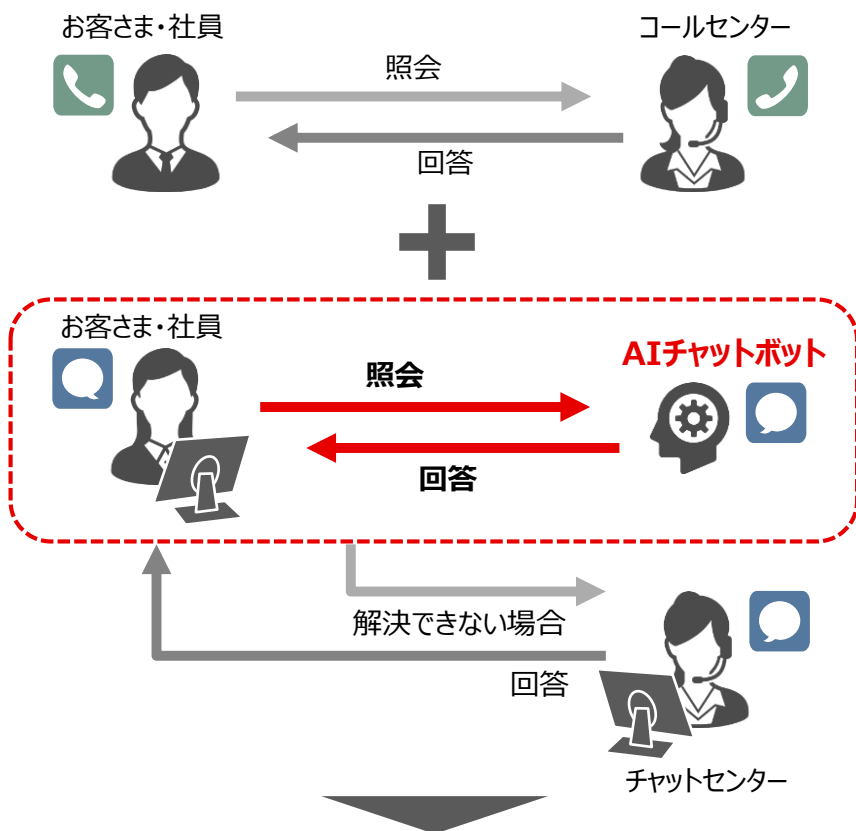 お客さま・社員
コールセンター
照会
回答
お客さま・社員
AIチャットボット
照会
回答
解決できない場合
回答
チャットセンター